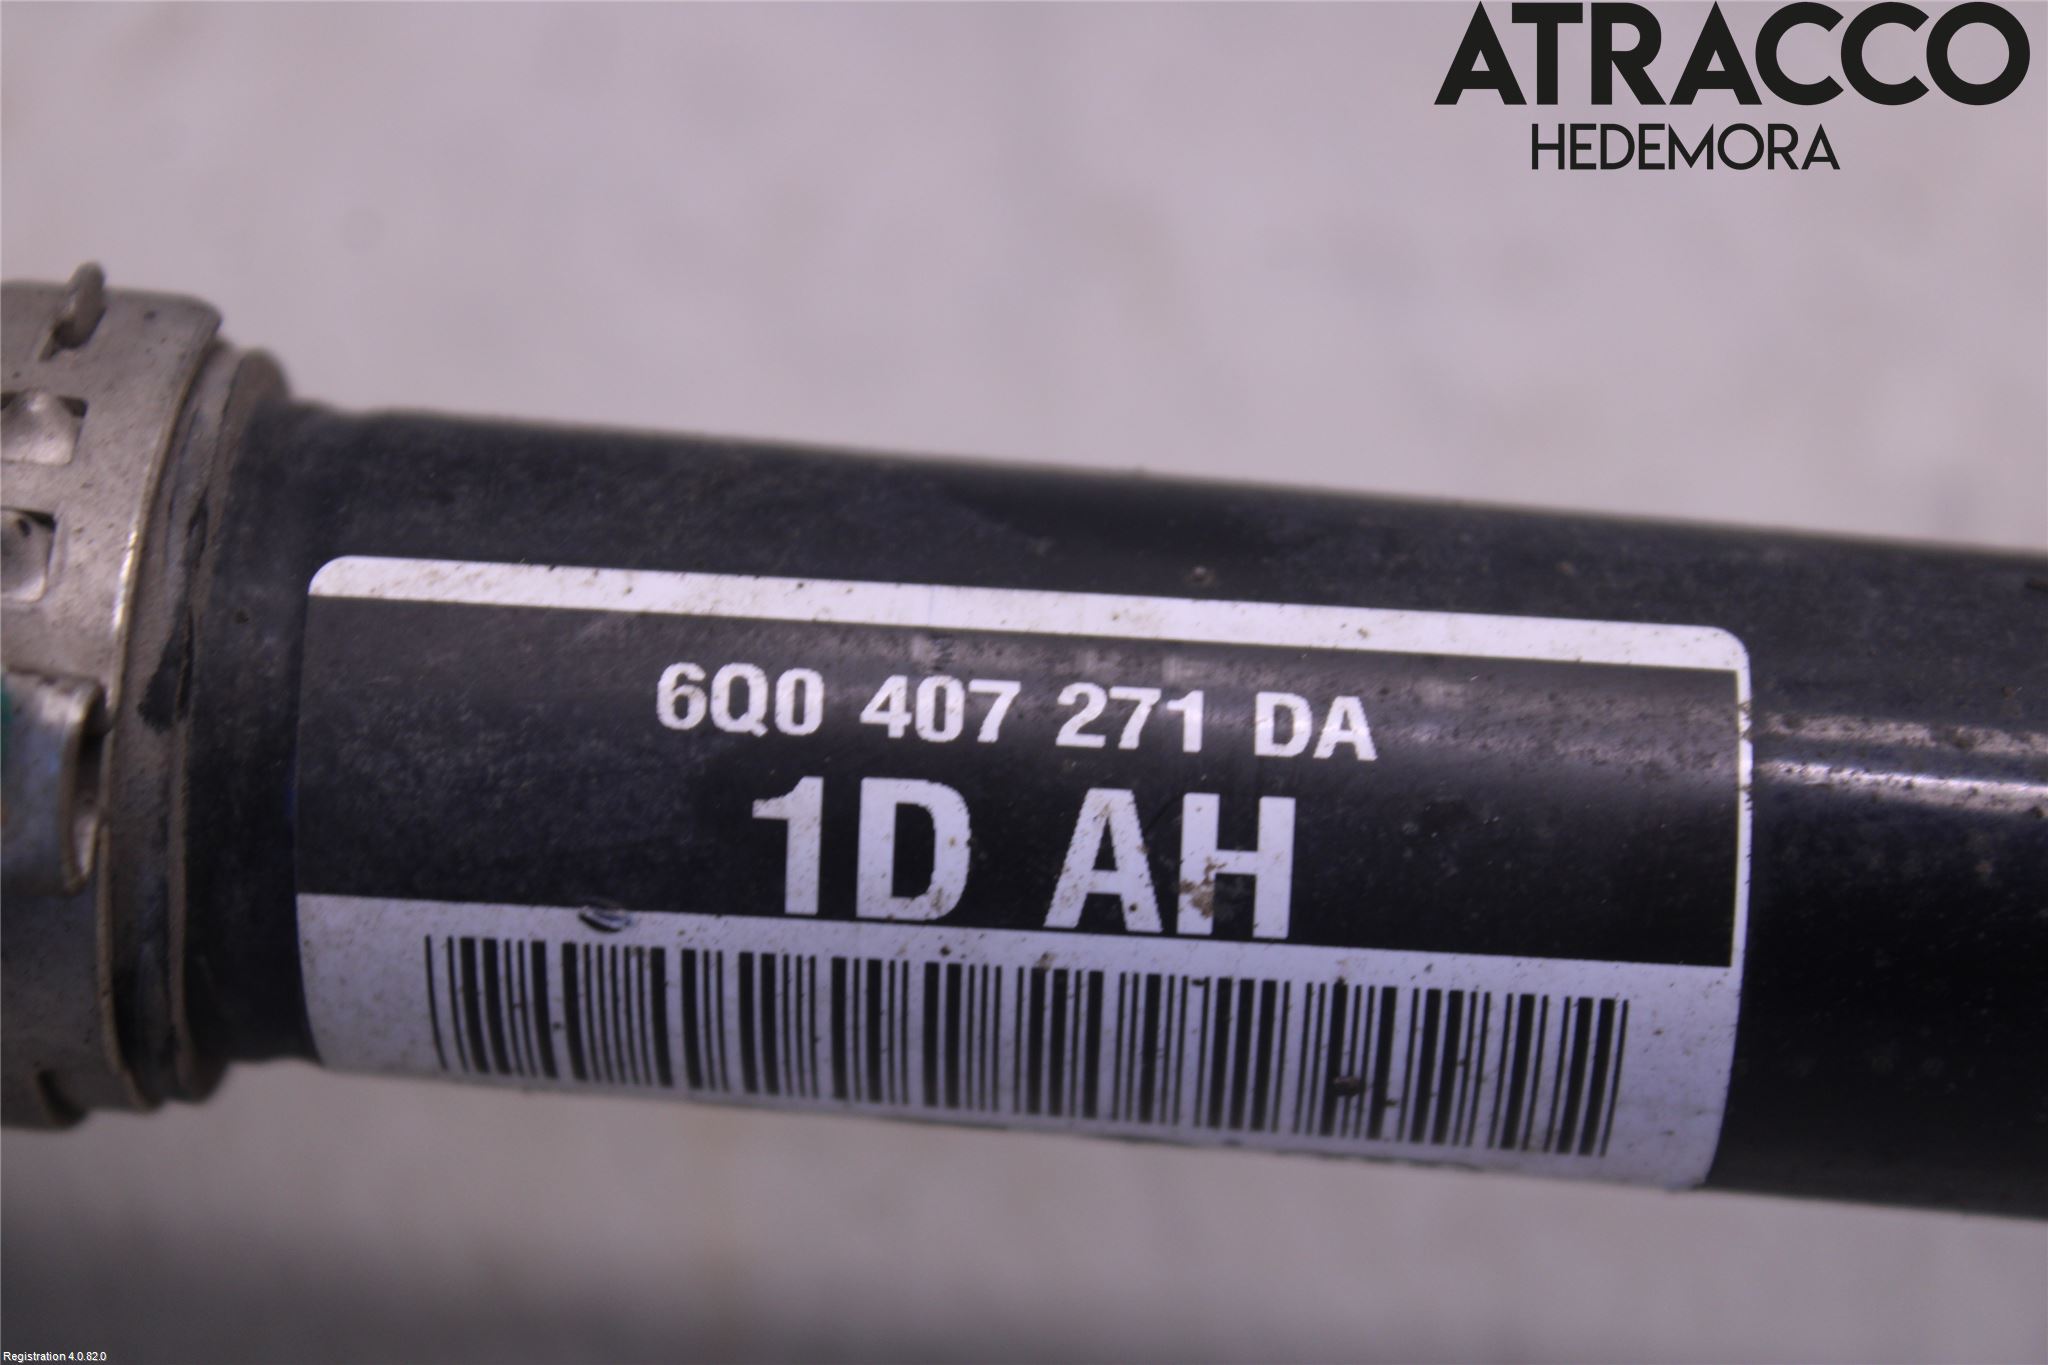 ATRACCO
HEDEMORA
6Q0 407 271 DA
1D AH
Registration 4.0.82.0